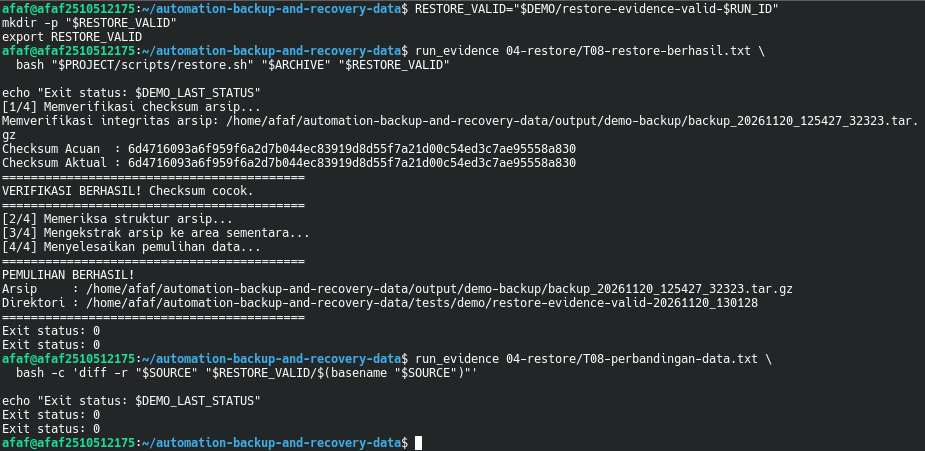 afaf@afaf2510512175:~/automation-backup-and-recovery-data$ RESTORE_VALID="$DEMO/restore-evidence-valid-$RUN_ID"
mkdir -p "$RESTORE_VALID"
export RESTORE_VALID
afaf@afaf2510512175:~/automation-backup-and-recovery-data$ run_evidence 04-restore/T08-restore-berhasil.txt \
  bash "$PROJECT/scripts/restore.sh" "$ARCHIVE" "$RESTORE_VALID"

echo "Exit status: $DEMO_LAST_STATUS"
[1/4] Memverifikasi checksum arsip...
Memverifikasi integritas arsip: /home/afaf/automation-backup-and-recovery-data/output/demo-backup/backup_20261120_125427_32323.tar.
gz
Checksum Acuan  : 6d4716093a6f959f6a2d7b044ec83919d8d55f7a21d00c54ed3c7ae95558a830
Checksum Aktual : 6d4716093a6f959f6a2d7b044ec83919d8d55f7a21d00c54ed3c7ae95558a830
===========================================
VERIFIKASI BERHASIL! Checksum cocok.
===========================================
[2/4] Memeriksa struktur arsip...
[3/4] Mengekstrak arsip ke area sementara...
[4/4] Menyelesaikan pemulihan data...
===========================================
PEMULIHAN BERHASIL!
Arsip     : /home/afaf/automation-backup-and-recovery-data/output/demo-backup/backup_20261120_125427_32323.tar.gz
Direktori : /home/afaf/automation-backup-and-recovery-data/tests/demo/restore-evidence-valid-20261120_130128
===========================================
Exit status: 0
Exit status: 0
afaf@afaf2510512175:~/automation-backup-and-recovery-data$ run_evidence 04-restore/T08-perbandingan-data.txt \
  bash -c 'diff -r "$SOURCE" "$RESTORE_VALID/$(basename "$SOURCE")"'

echo "Exit status: $DEMO_LAST_STATUS"
Exit status: 0
Exit status: 0
afaf@afaf2510512175:~/automation-backup-and-recovery-data$